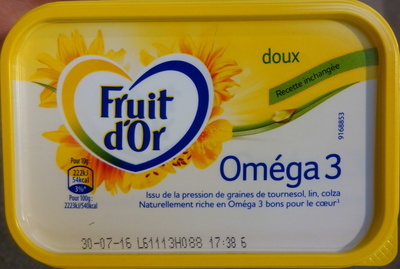 doux
Recette inchangée
Fruit
d'Or
9168853
Oméga 3
Pour 10g
222kJ
54kcal
3%*
Pour 100g:
2223kJ/540kcal
Issu de la pression de graines de tournesol, lin, colza
Naturellement riche en Oméga 3 bons pour le cœur¹
30-07-16 L61113H088 17:38 6